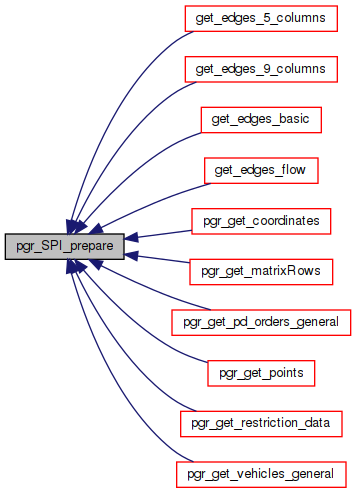 get_edges_5_columns
get_edges_9_columns
get_edges_basic
get_edges_flow
pgr_get_coordinates
pgr_SPI_prepare
pgr_get_matrixRows
pgr_get_pd_orders_general
pgr_get_points
pgr_get_restriction_data
pgr_get_vehicles_general